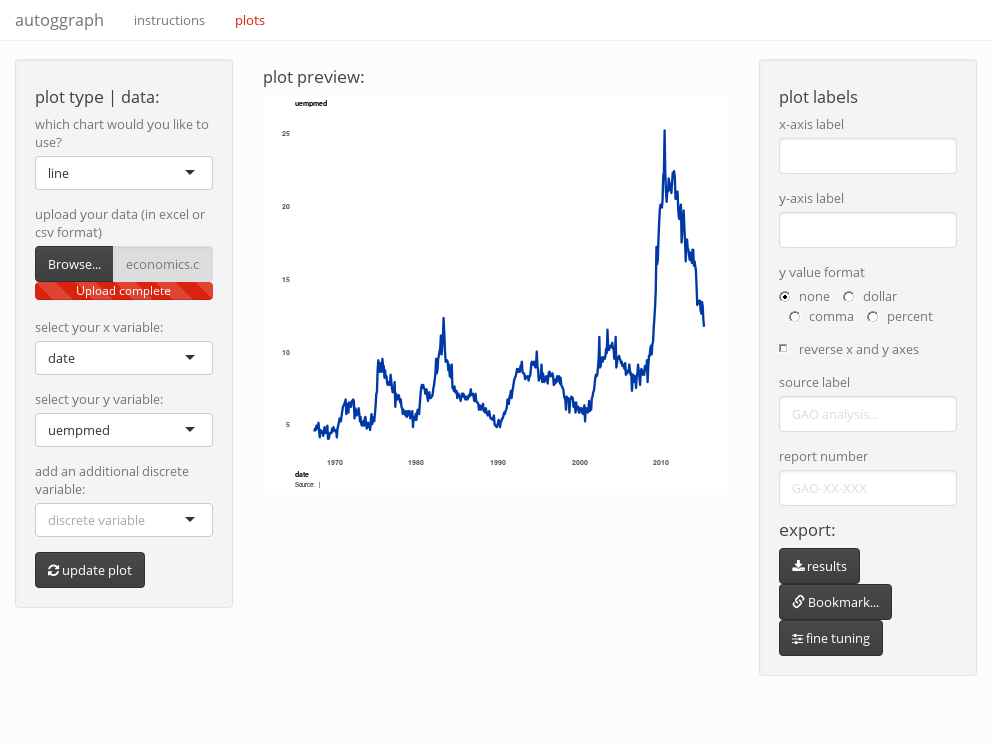 autoggraph instructions plots
plot type | data:
which chart would you like to
use?
line
upload your data (in excel or
csv format)
Browse... economics.c
Upload complete
select your x variable:
date
select your y variable:
uempmed
add an additional discrete
variable:
discrete variable
update plot
plot preview:
uempmed
25
20
15
10
5
1970 1980 1990 2000 2010
date
Source: |
plot labels
x-axis label
y-axis label
y value format
none dollar
comma percent
reverse x and y axes
source label
GAO analysis...
report number
GAO-XX-XXX
export:
results
Bookmark...
fine tuning